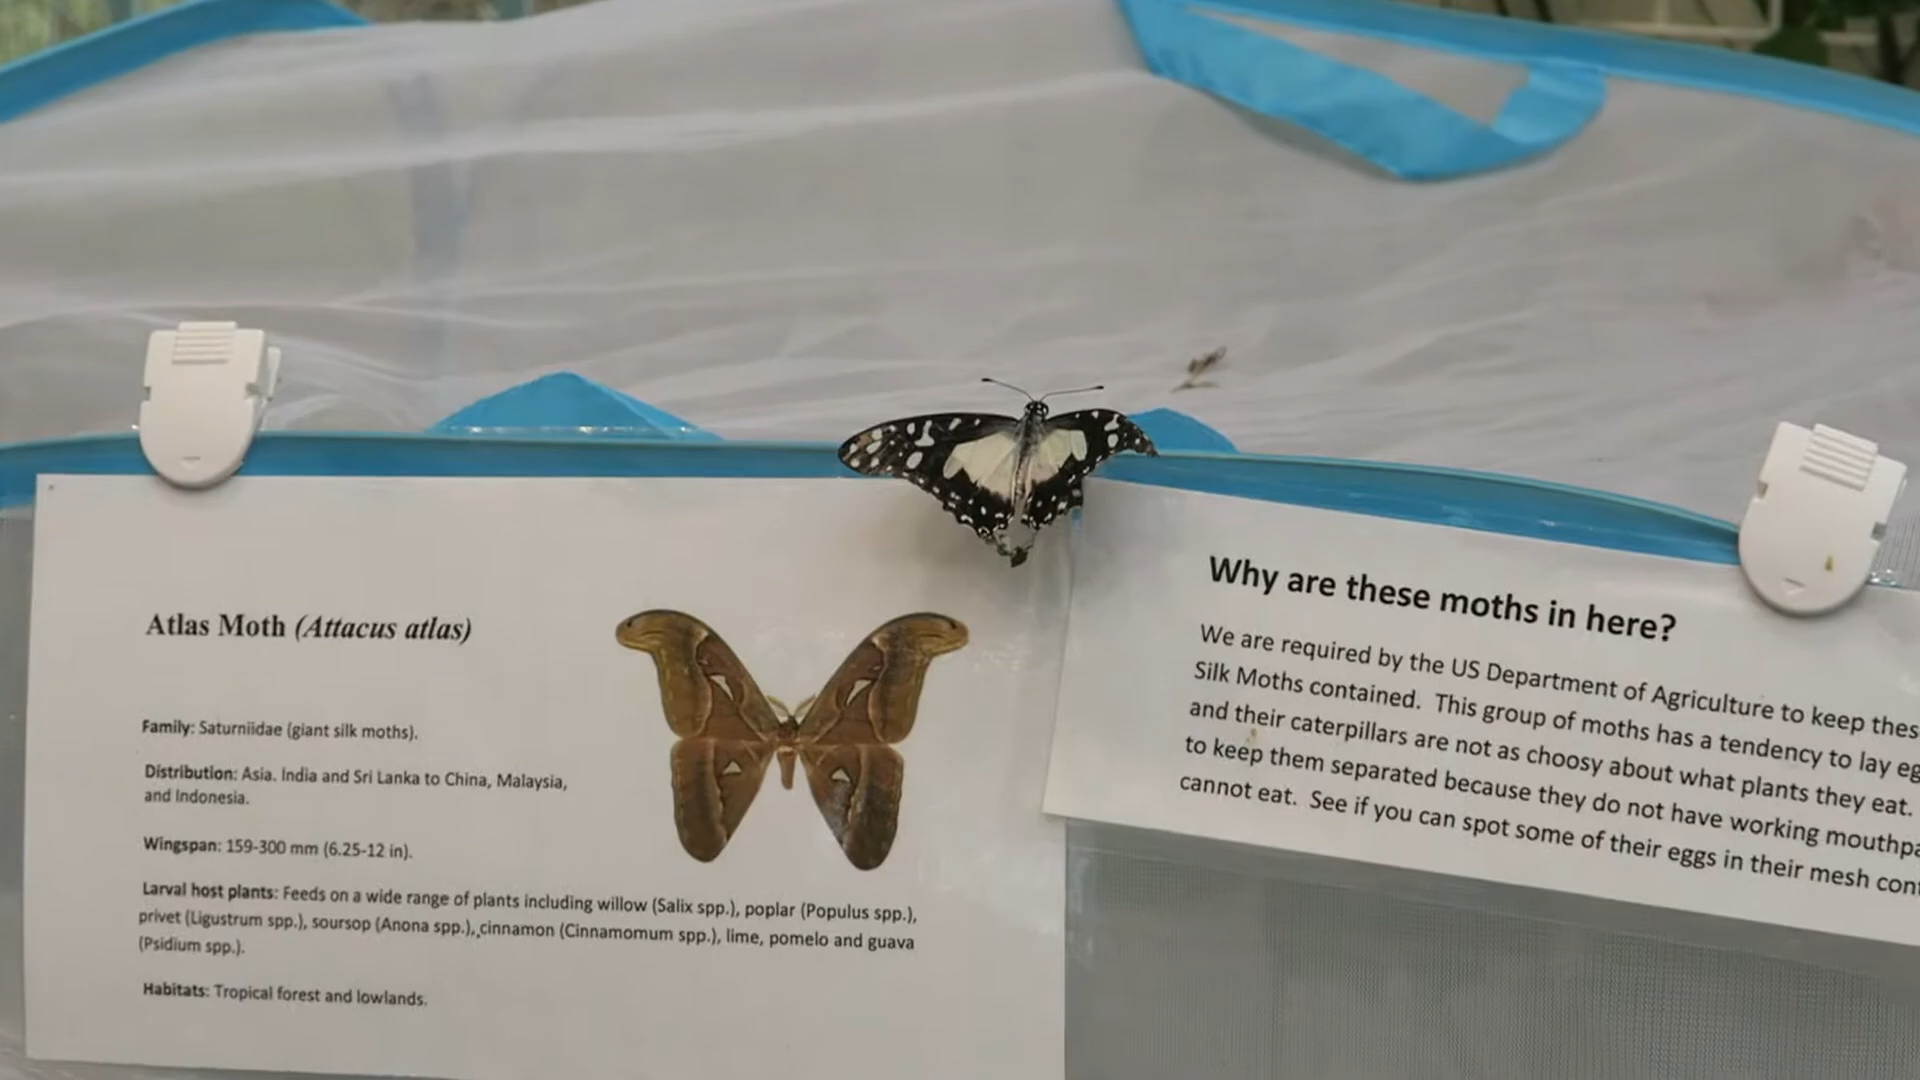 Atlas Moth (Attacus atlas)
Family: Saturniidae (giant silk moths).
Distribution: Asia. India and Sri Lanka to China, Malaysia,
and Indonesia.
Wingspan: 159-300 mm (6.25-12 in).
Larval host plants: Feeds on a wide range of plants including willow (Salix spp.), poplar (Populus spp.),
privet (Ligustrum spp.), soursop (Anona spp.),,cinnamon (Cinnamomum spp.), lime, pomelo and guava
(Psidium spp.).
Habitats: Tropical forest and lowlands.
Why are these moths in here?
We are required by the US Department of Agriculture to keep
Silk Moths contained. This group of moths has a tendency to lay
and their caterpillars are not as choosy about what plants they eat.
to keep them separated because they do not have working
cannot eat. See if you can spot some of their eggs in their mesh